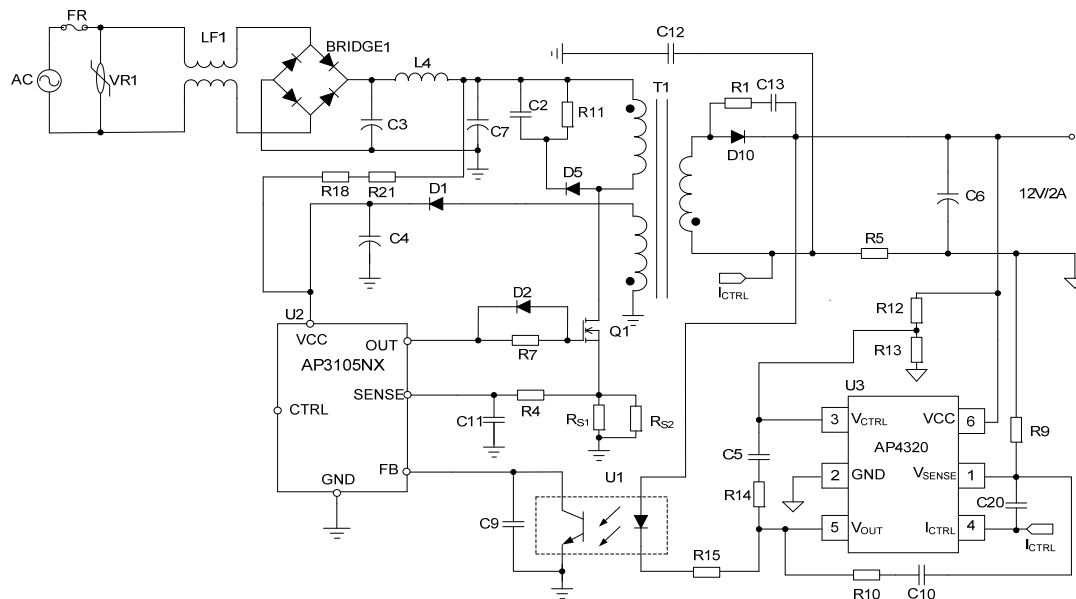 FR
LF1
BRIDGE1
C12
AC
VR1
L4
T1
R1
C13
C2
R11
C3
C7
D10
R18
R21
D5
D1
C6
12V/2A
C4
R5
ICTRL
U2
VCC
D2
Q1
R12
OUT
AP3105NX
R7
R13
U3
SENSE
R4
RS1
RS2
CTRL
C11
3
VCTRL
VCC
6
R9
AP4320
C5
FB
U1
2
GND
VSENSE
1
GND
R14
C20
C9
5
VOUT
ICTRL
4
ICTRL
R15
R10
C10